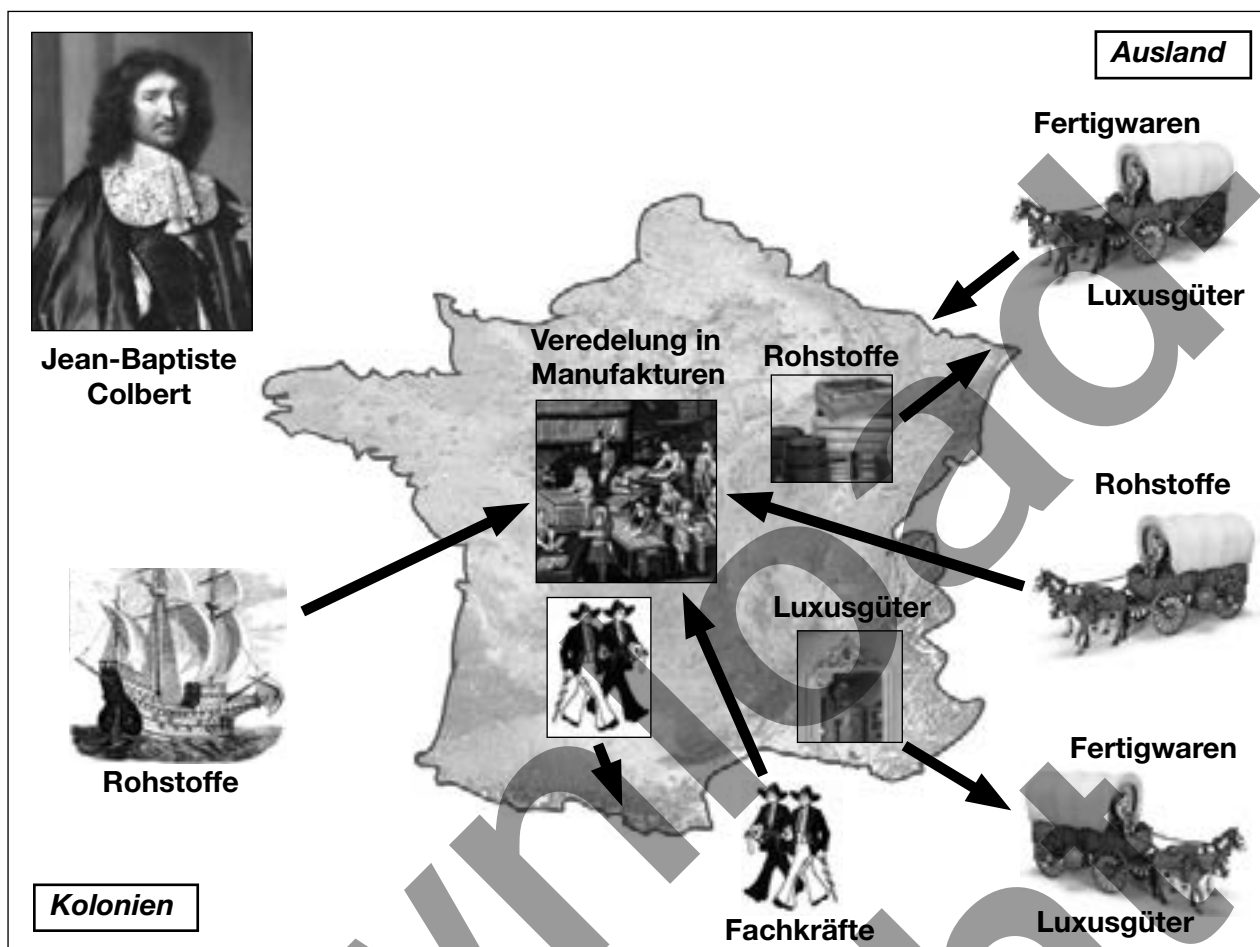 Ausland
Fertigwaren
Luxusgüter
Jean-Baptiste
Colbert
Veredelung in
Manufakturen
Rohstoffe
Rohstoffe
Luxusgüter
Rohstoffe
Fertigwaren
Luxusgüter
Fachkräfte
Kolonien